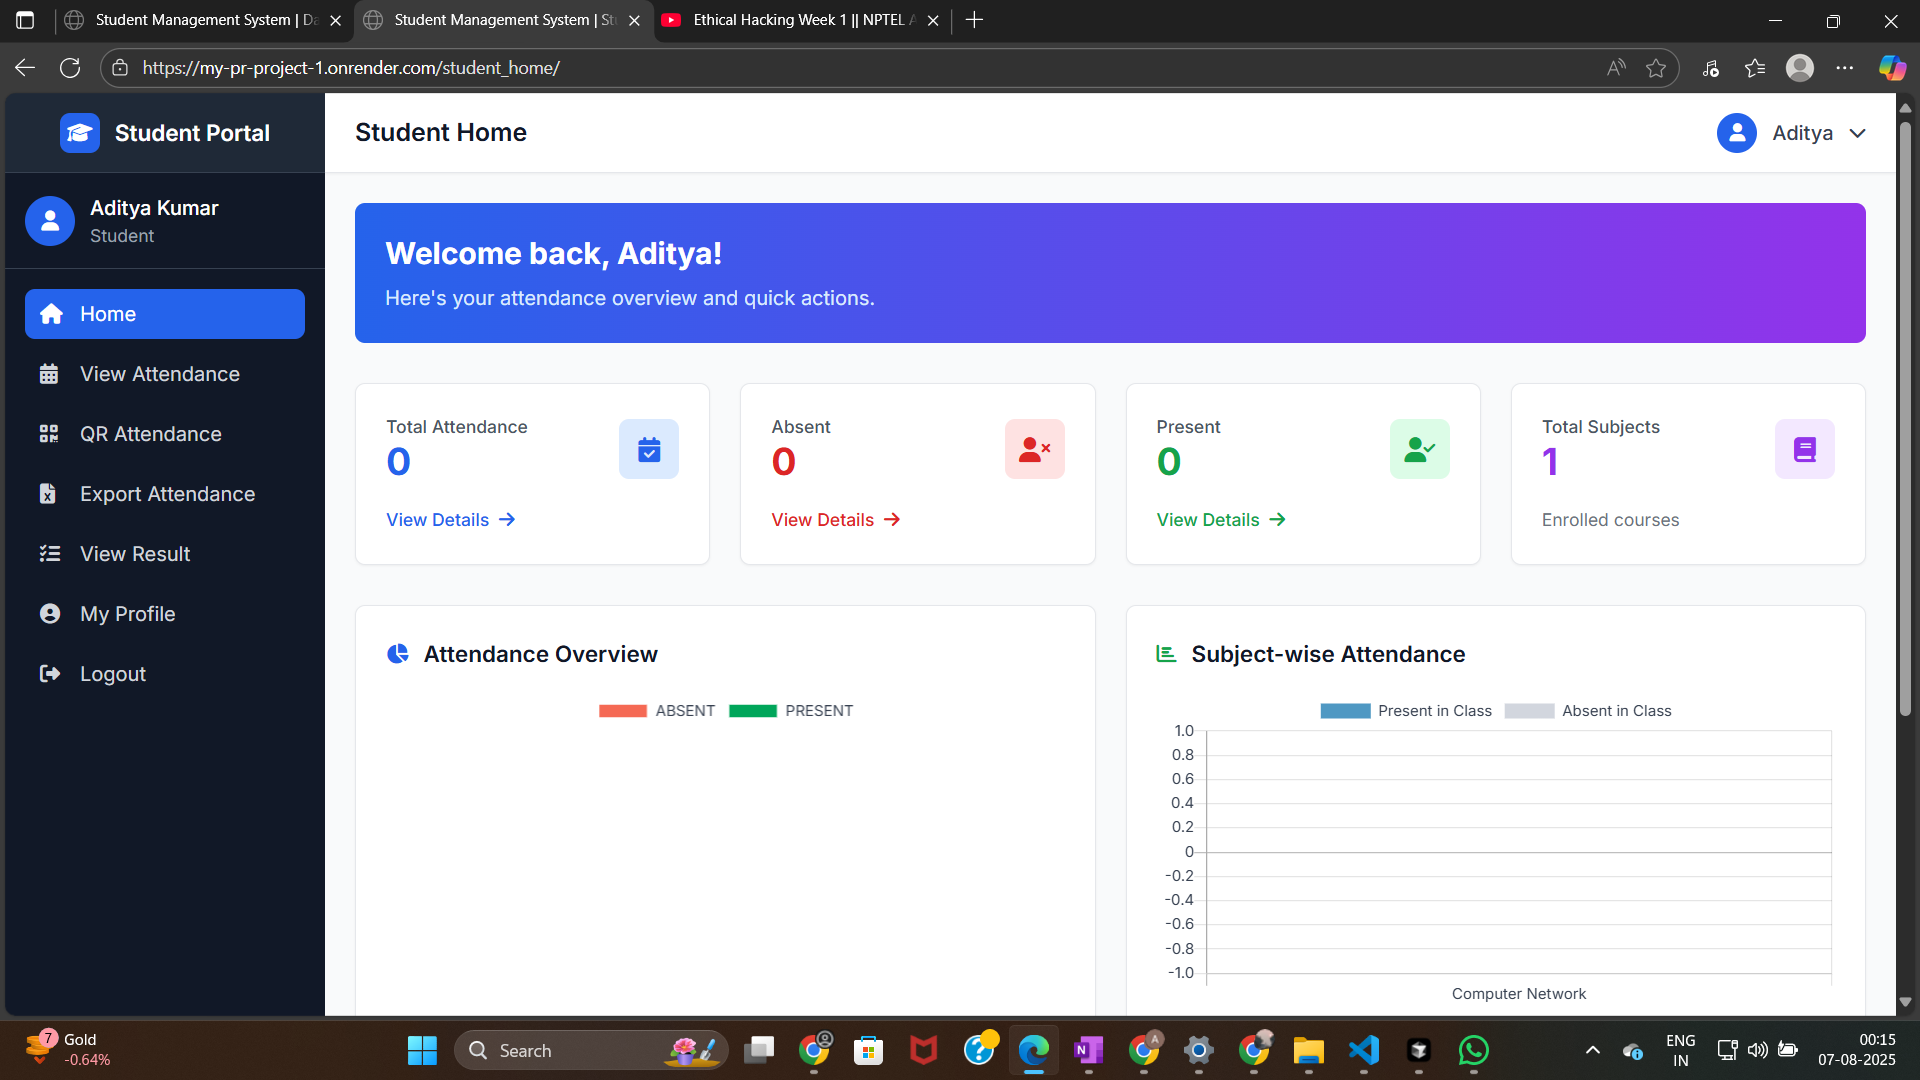 Student Management System | Da
Student Management System | Stu
Ethical Hacking Week 1 || NPTEL A
https://my-pr-project-1.onrender.com/student_home/
Student Portal
Student Home
Aditya
Aditya Kumar
Student
Home
View Attendance
QR Attendance
Export Attendance
View Result
My Profile
Logout
Welcome back, Aditya!
Here's your attendance overview and quick actions.
Total Attendance
0
View Details
Absent
0
View Details
Present
0
View Details
Total Subjects
1
Enrolled courses
Attendance Overview
ABSENT PRESENT
Subject-wise Attendance
Present in Class Absent in Class
1.0
0.8
0.6
0.4
0.2
0
-0.2
-0.4
-0.6
-0.8
-1.0
Computer Network
7
Gold
-0.64%
Search
ENG
IN
00:15
07-08-2025